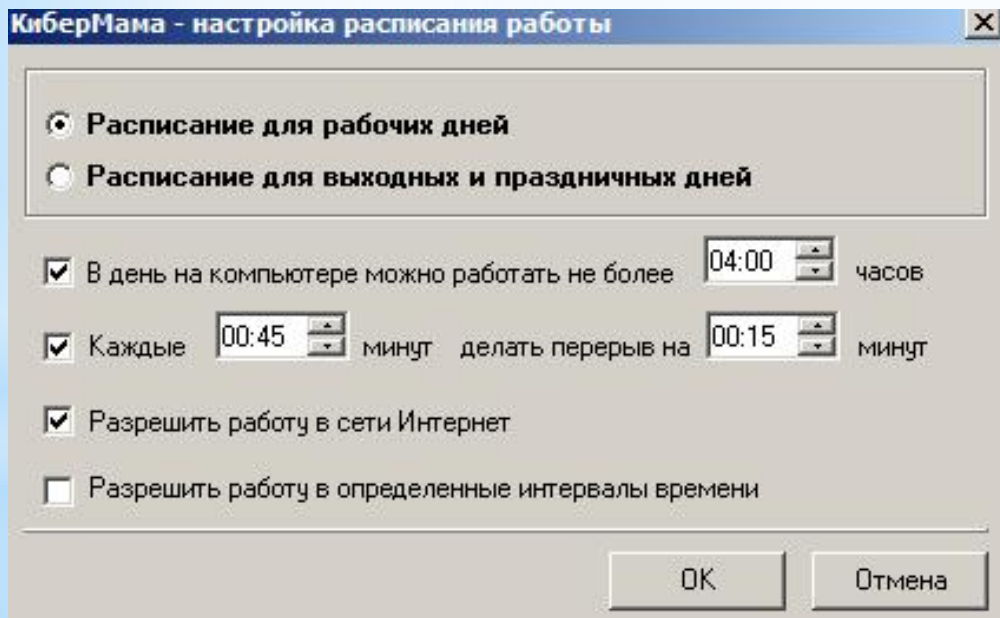 КиберМама - настройка расписания работы
Расписание для рабочих дней
Расписание для выходных и праздничных дней
В день на компьютере можно работать не более 04:00 часов
Каждые 00:45 минут делать перерыв на 00:15 минут
Разрешить работу в сети Интернет
Разрешить работу в определенные интервалы времени
OK Отмена